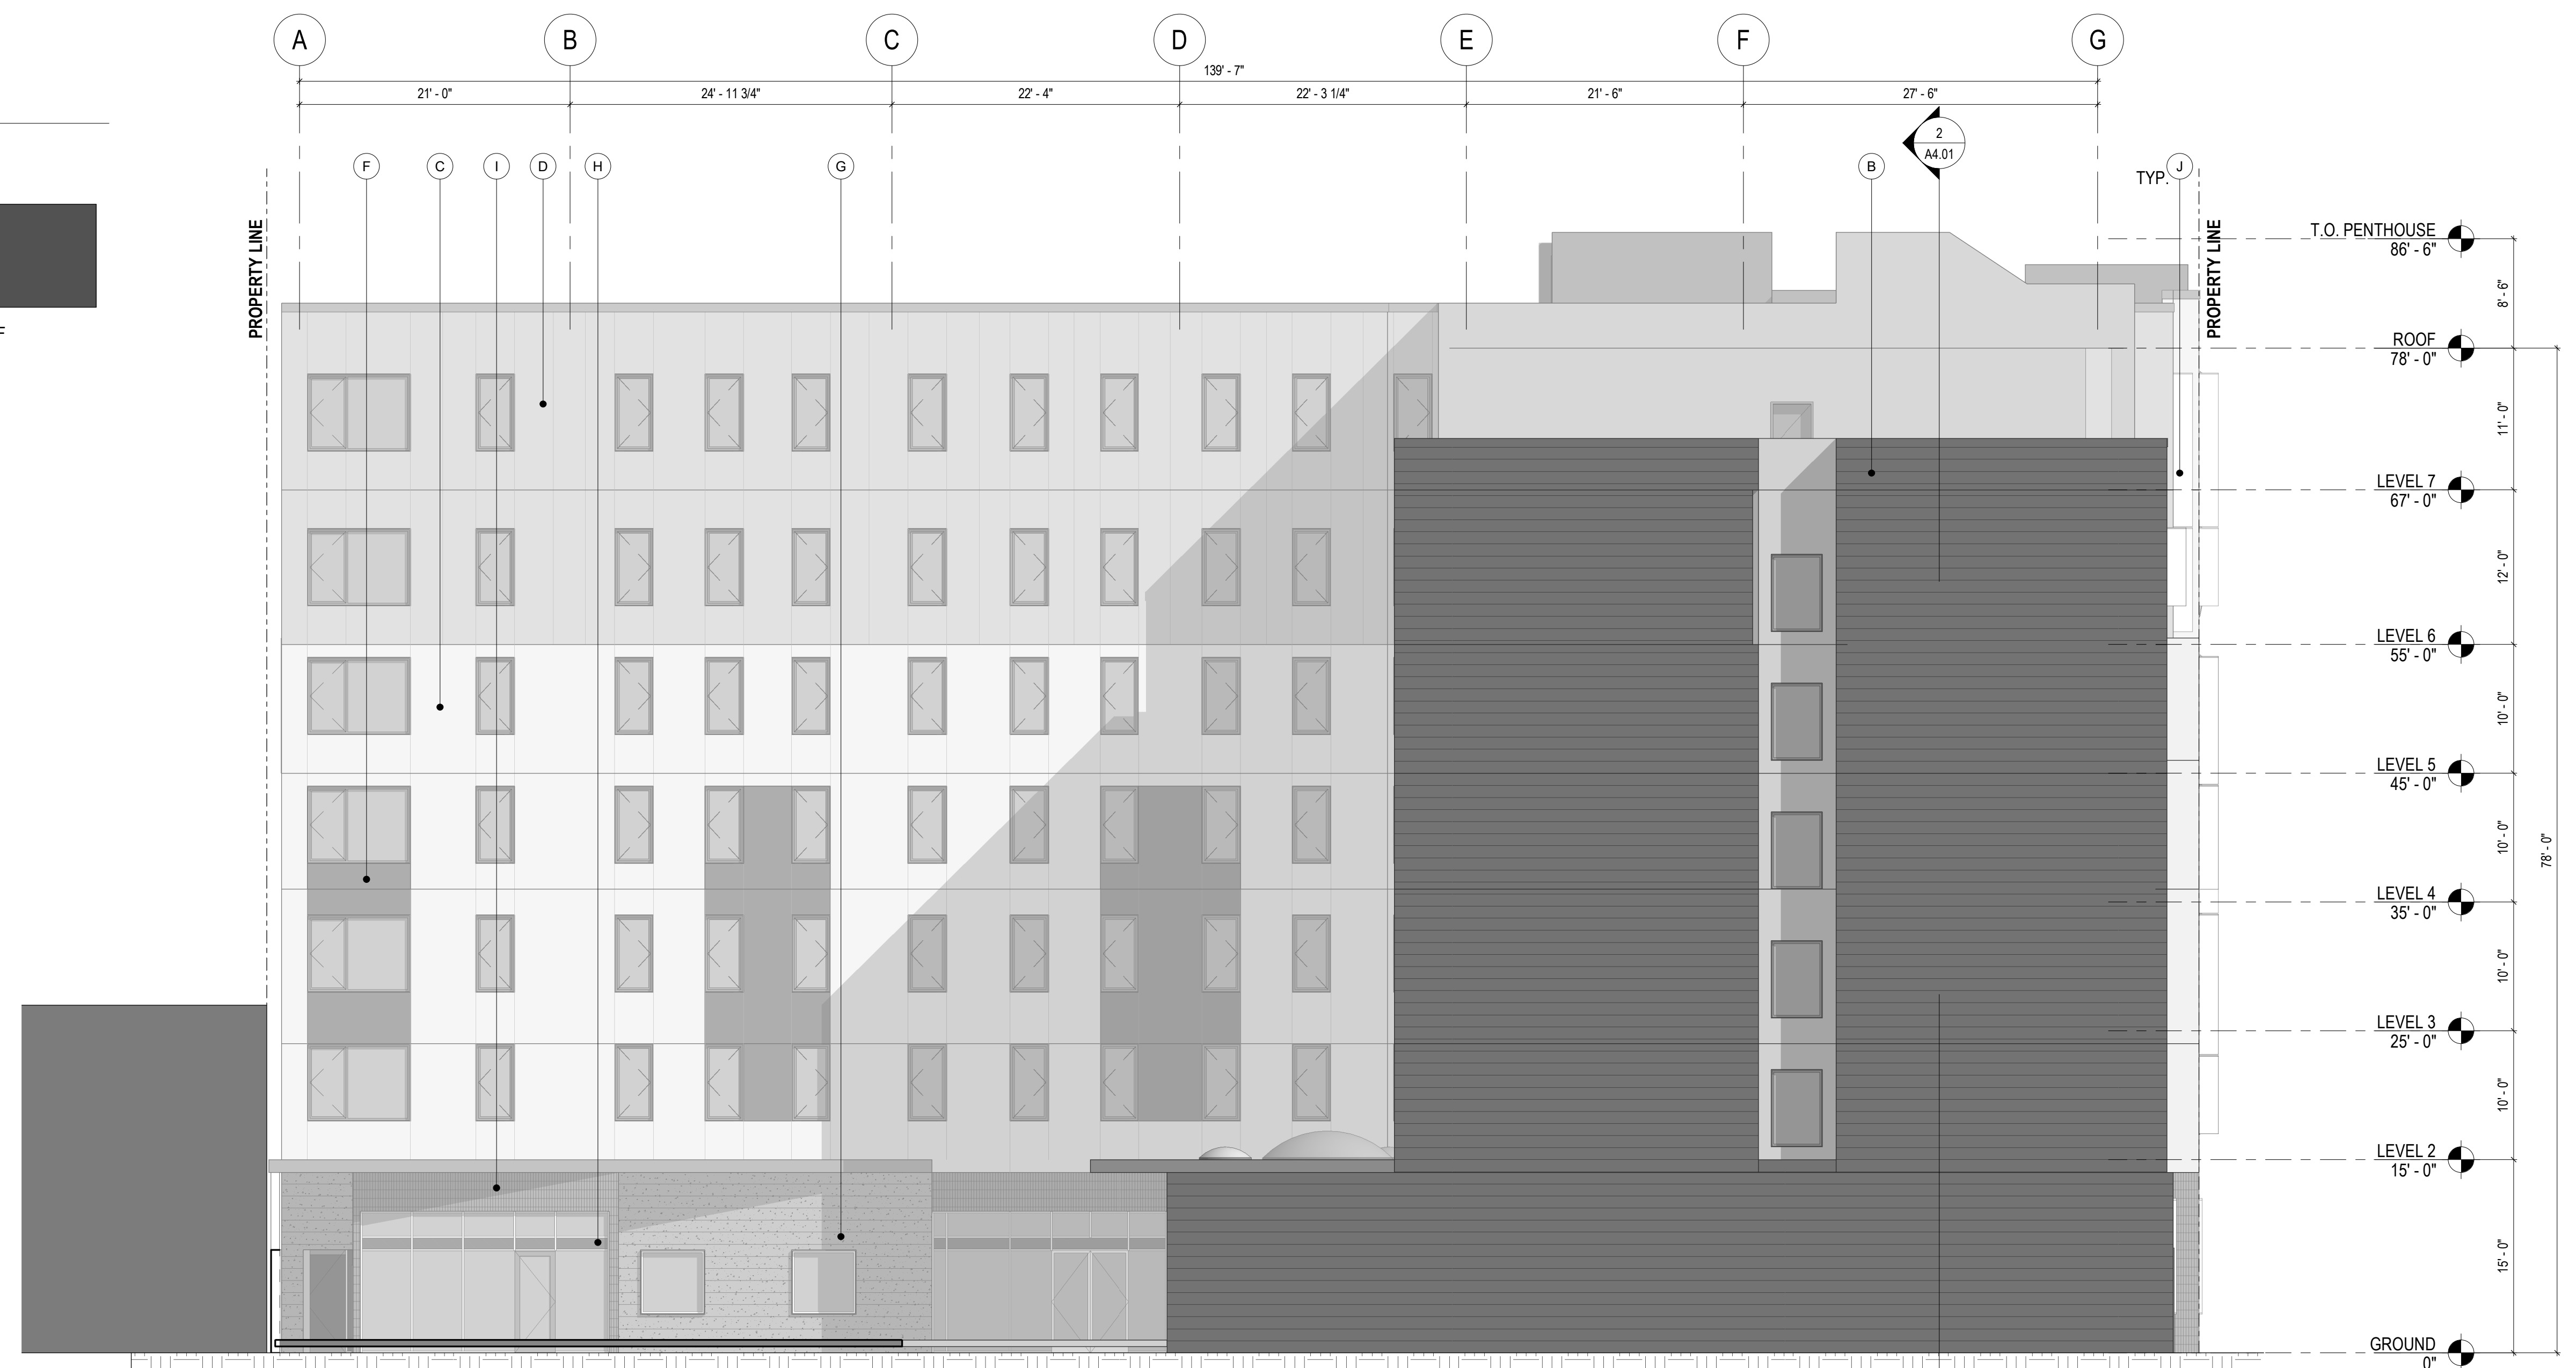 A B C D E F G
139' - 7"
21' - 0" 24' - 11 3/4" 22' - 4" 22' - 3 1/4" 21' - 6" 27' - 6"
2
A4.01
F C I D H G B J
TYP.
PROPERTY LINE
PROPERTY LINE
T.O. PENTHOUSE
86' - 6"
8' - 6"
F
ROOF
78' - 0"
11' - 0"
LEVEL 7
67' - 0"
12' - 0"
LEVEL 6
55' - 0"
10' - 0"
LEVEL 5
45' - 0"
10' - 0"
78' - 0"
LEVEL 4
35' - 0"
10' - 0"
LEVEL 3
25' - 0"
10' - 0"
LEVEL 2
15' - 0"
15' - 0"
GROUND
0"